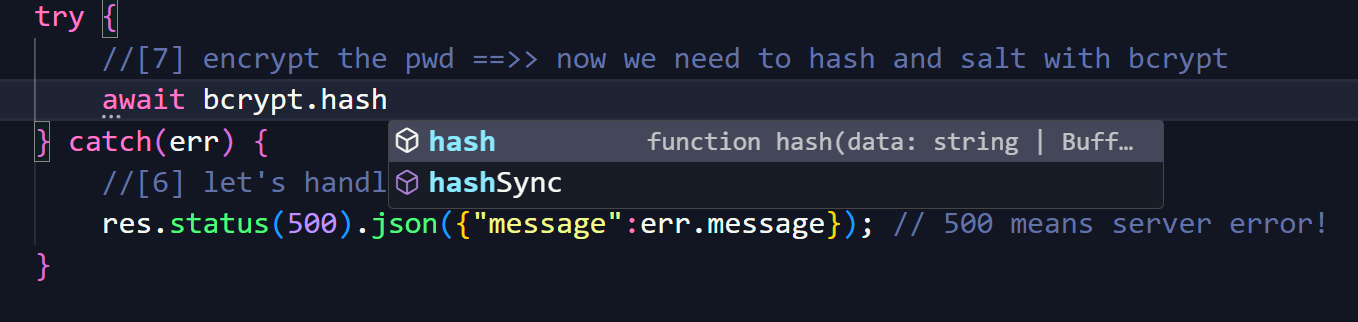 try {
//[7] encrypt the pwd ==>> now we need to hash and salt with bcrypt
await bcrypt.hash
hash function hash(data: string | Buff…
} catch(err) {
hashSync
//[6] let's handl
res.status(500).json({"message":err.message}); // 500 means server error!
}